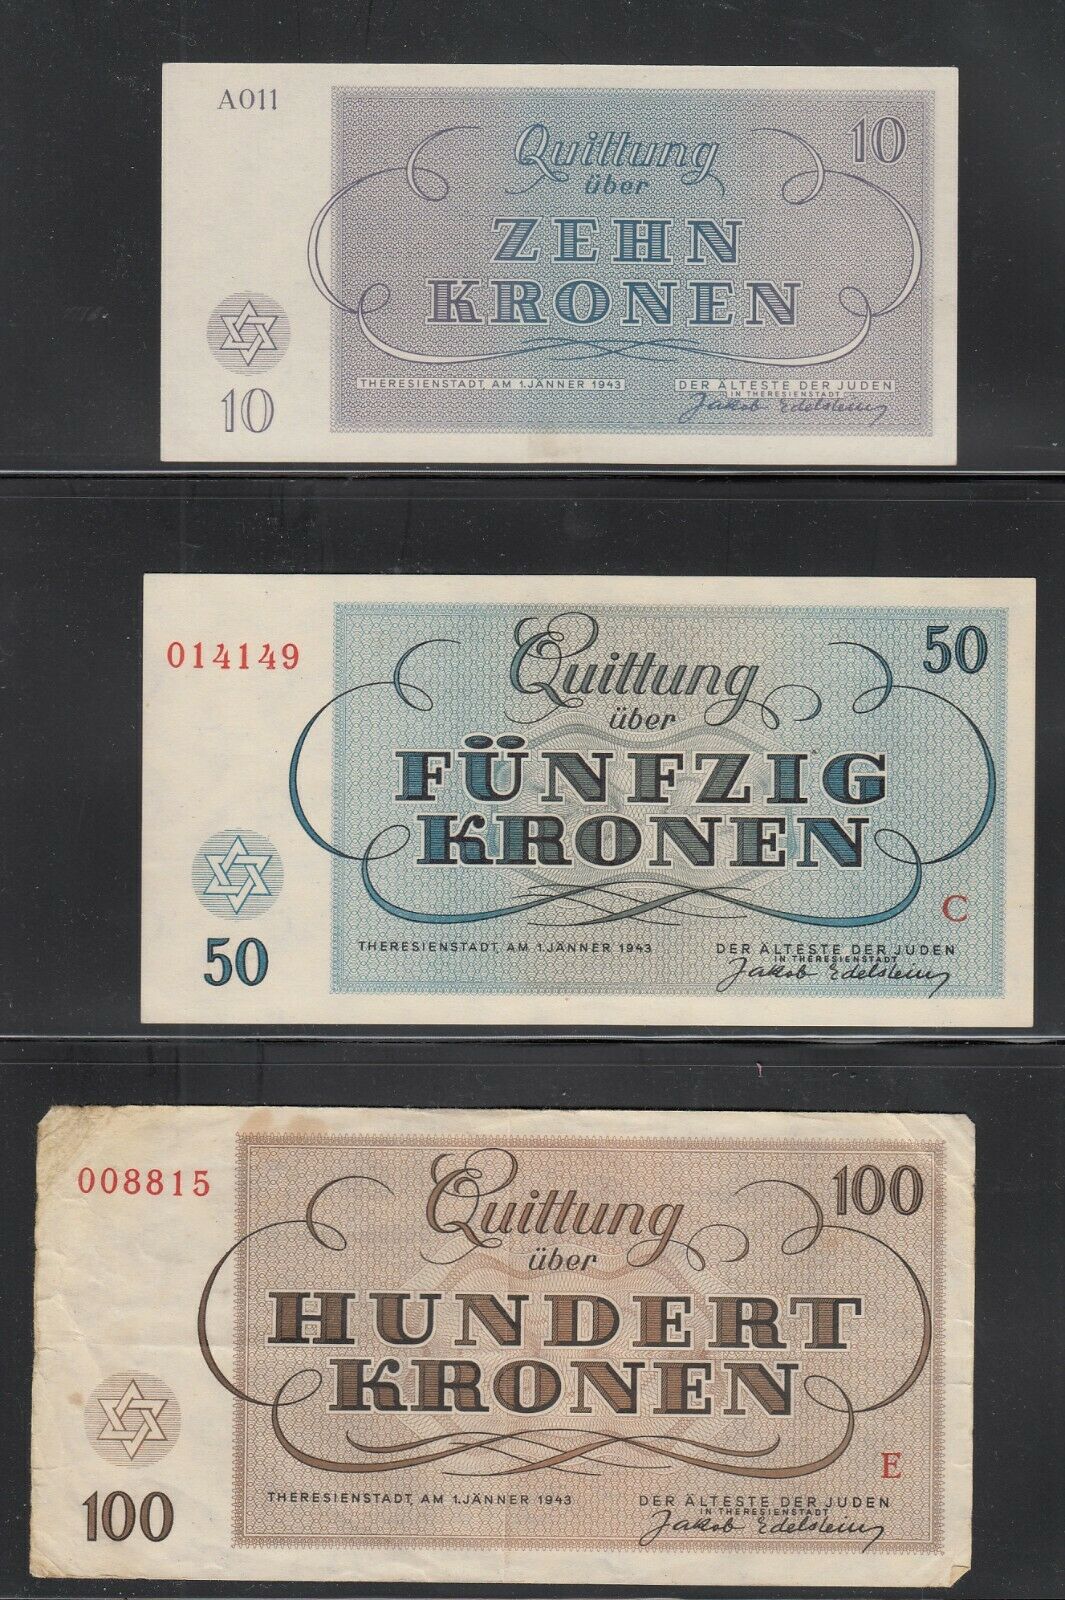 A011
10
Quittung
über
ZEHN
KRONEN
10
THERESIENSTADT AM 1.JÄNNER 1943
DER ÄLTESTE DER JUDEN
IN THERESIENSTADT
Jakob Edelstein
014149
50
Quittung
über
FÜNFZIG
KRONEN
C
50
THERESIENSTADT, AM 1.JÄNNER 1943
DER ÄLTESTE DER JUDEN
IN THERESIENSTADT
Jakob Edelstein
008815
100
Quittung
über
HUNDERT
KRONEN
E
100
THERESIENSTADT, AM 1.JÄNNER 1943
DER ÄLTESTE DER JUDEN
IN THERESIENSTADT
Jakob Edelstein